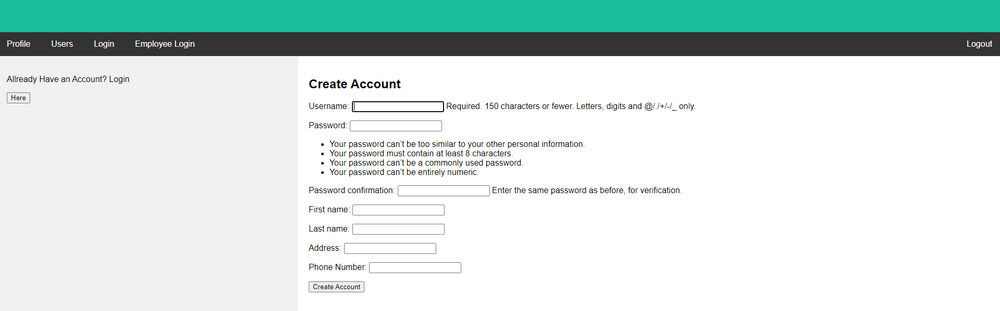 Profile Users Login Employee Login Logout
Allready Have an Account? Login
Here
Create Account
Username: Required. 150 characters or fewer. Letters, digits and @/./+/-/_ only.
Password:
• Your password can't be too similar to your other personal information.
• Your password must contain at least 8 characters.
• Your password can't be a commonly used password.
• Your password can't be entirely numeric.
Password confirmation: Enter the same password as before, for verification.
First name:
Last name:
Address:
Phone Number:
Create Account